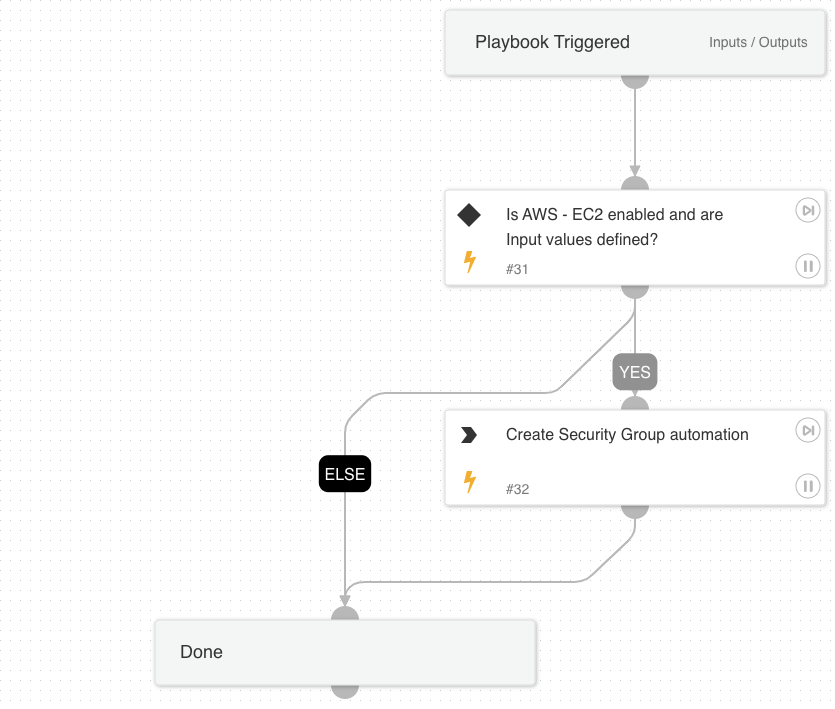 Playbook Triggered
Inputs / Outputs
Is AWS - EC2 enabled and are
Input values defined?
#31
YES
Create Security Group automation
#32
ELSE
Done